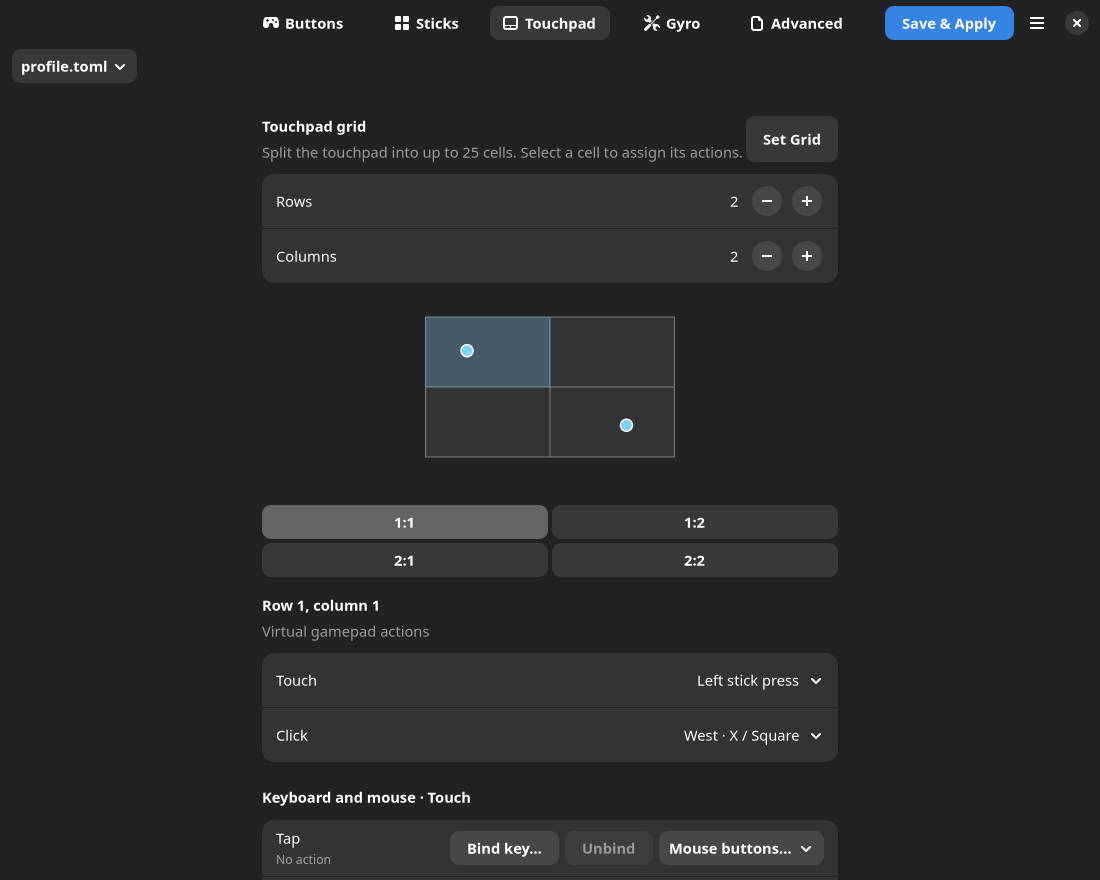 Buttons
Sticks
Touchpad
Gyro
Advanced
Save & Apply
profile.toml
Touchpad grid
Split the touchpad into up to 25 cells. Select a cell to assign its actions.
Set Grid
Rows 2
Columns 2
1:1 1:2
2:1 2:2
Row 1, column 1
Virtual gamepad actions
Touch Left stick press
Click West · X / Square
Keyboard and mouse · Touch
Tap
No action
Bind key...
Unbind
Mouse buttons...